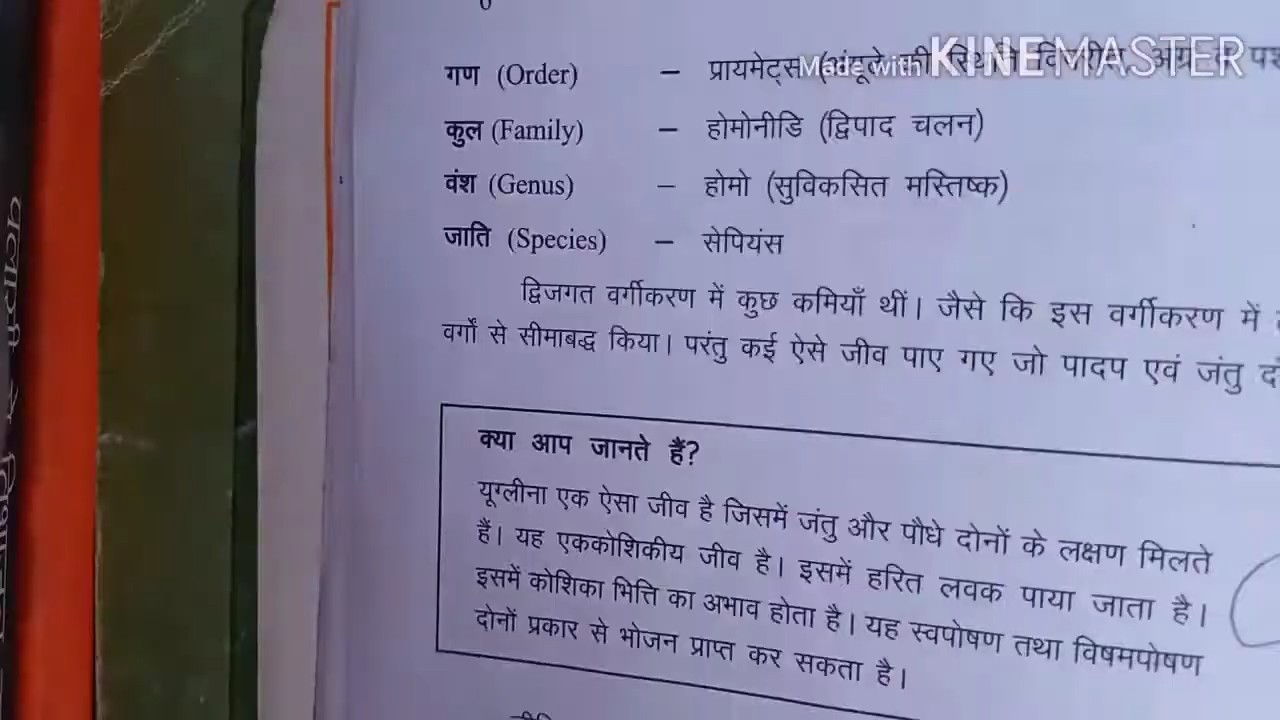 गण (Order) – प्रायमेट्स (अंगूठे की स्थिति विपरीत, अग्र व
Made with KINEMASTER
कुल (Family) – होमोनीडि (द्विपाद चलन)
वंश (Genus) – होमो (सुविकसित मस्तिष्क)
जाति (Species) – सेपियंस
द्विजगत वर्गीकरण में कुछ कमियाँ थीं। जैसे कि इस वर्गीकरण में
वर्गों से सीमाबद्ध किया। परंतु कई ऐसे जीव पाए गए जो पादप एवं जंतु
क्या आप जानते हैं?
यूग्लीना एक ऐसा जीव है जिसमें जंतु और पौधे दोनों के लक्षण मिलते
हैं। यह एककोशिकीय जीव है। इसमें हरित लवक पाया जाता है।
इसमें कोशिका भित्ति का अभाव होता है। यह स्वपोषण तथा विषमपोषण
दोनों प्रकार से भोजन प्राप्त कर सकता है।